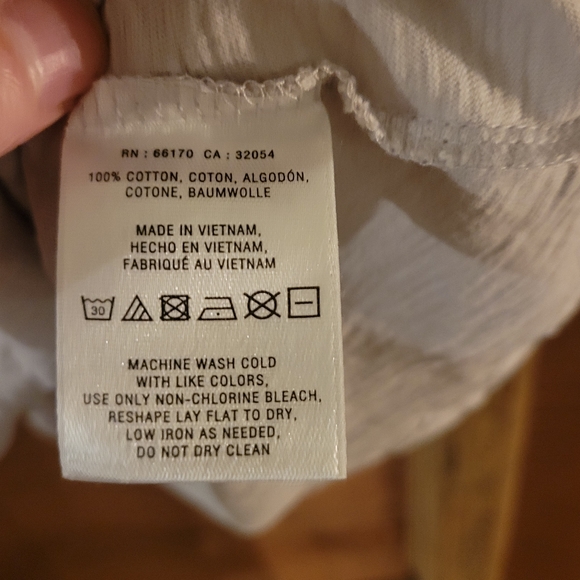 RN : 66170 CA : 32054
100% COTTON, COTON, ALGODÓN,
COTONE, BAUMWOLLE
MADE IN VIETNAM,
HECHO EN VIETNAM,
FABRIQUÉ AU VIETNAM
30
MACHINE WASH COLD
WITH LIKE COLORS,
USE ONLY NON-CHLORINE BLEACH,
RESHAPE LAY FLAT TO DRY,
LOW IRON AS NEEDED,
DO NOT DRY CLEAN